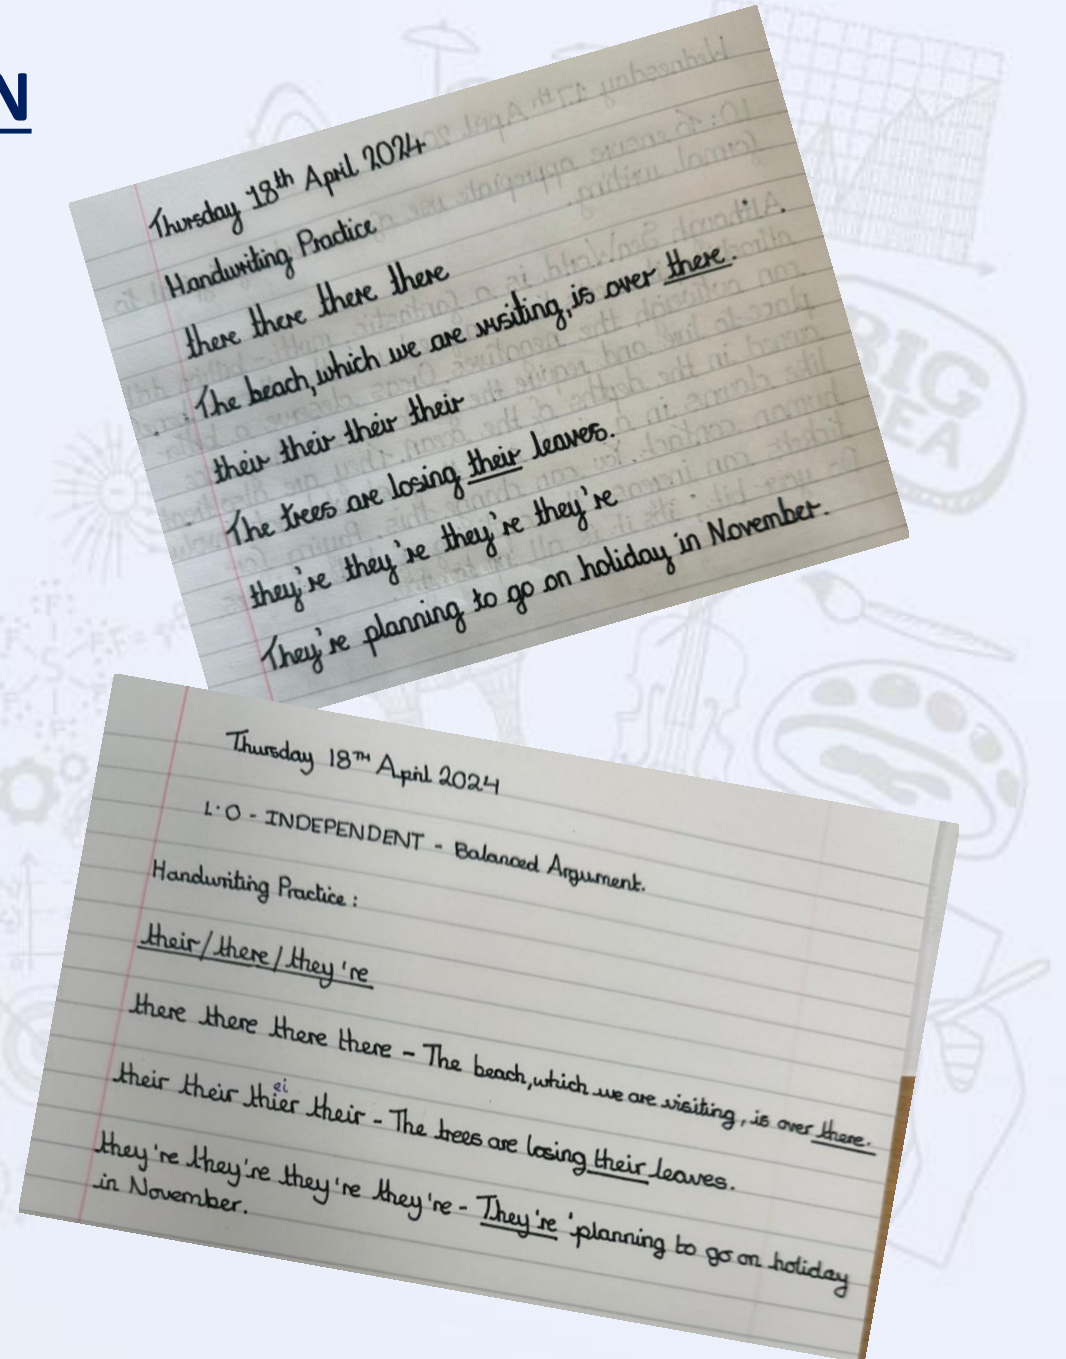 N
Thursday 18th April 2024
Handwriting Practice
there there there there
The beach, which we are visiting, is over there.
their their their their
The trees are losing their leaves.
they're they're they're they're
They're planning to go on holiday in November.
BIG
Thursday 18TH April 2024
L.O - INDEPENDENT - Balanced Argument.
Handwriting Practice :
their / there / they're
there there there there - The beach, which we are visiting, is over there.
ei
their their thier their - The trees are losing their leaves.
they're they're they're they're - They're planning to go on holiday
in November.